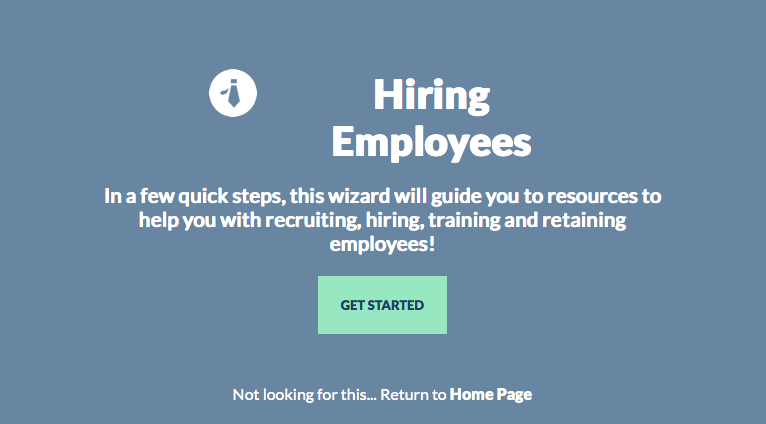 Hiring
Employees
In a few quick steps, this wizard will guide you to resources to
help you with recruiting, hiring, training and retaining
employees!
GET STARTED
Not looking for this... Return to Home Page